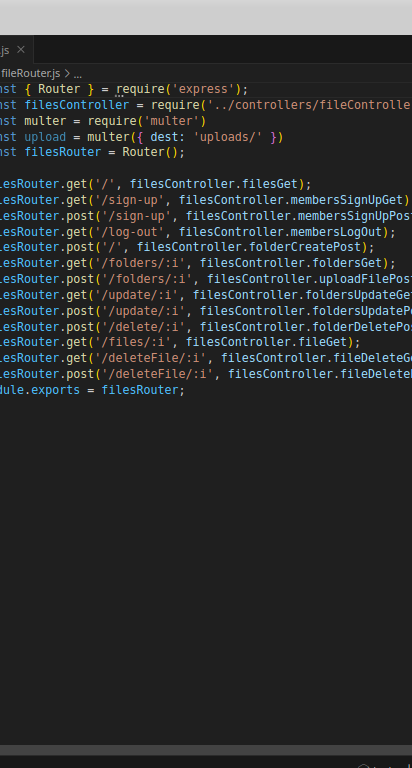 .js ×
fileRouter.js > ...
nst { Router } = require('express');
nst filesController = require('../controllers/fileControlle
nst multer = require('multer')
nst upload = multer({ dest: 'uploads/' })
nst filesRouter = Router();
lesRouter.get('/', filesController.filesGet);
lesRouter.get('/sign-up', filesController.membersSignUpGet)
lesRouter.post('/sign-up', filesController.membersSignUpPos
lesRouter.get('/log-out', filesController.membersLogOut);
lesRouter.post('/', filesController.folderCreatePost);
lesRouter.get('/folders/:i', filesController.foldersGet);
lesRouter.post('/folders/:i', filesController.uploadFilePost
lesRouter.get('/update/:i', filesController.foldersUpdateGet
lesRouter.post('/update/:i', filesController.foldersUpdatePo
lesRouter.post('/delete/:i', filesController.folderDeletePos
lesRouter.get('/files/:i', filesController.fileGet);
lesRouter.get('/deleteFile/:i', filesController.fileDeleteGe
lesRouter.post('/deleteFile/:i', filesController.fileDeleteP
dule.exports = filesRouter;